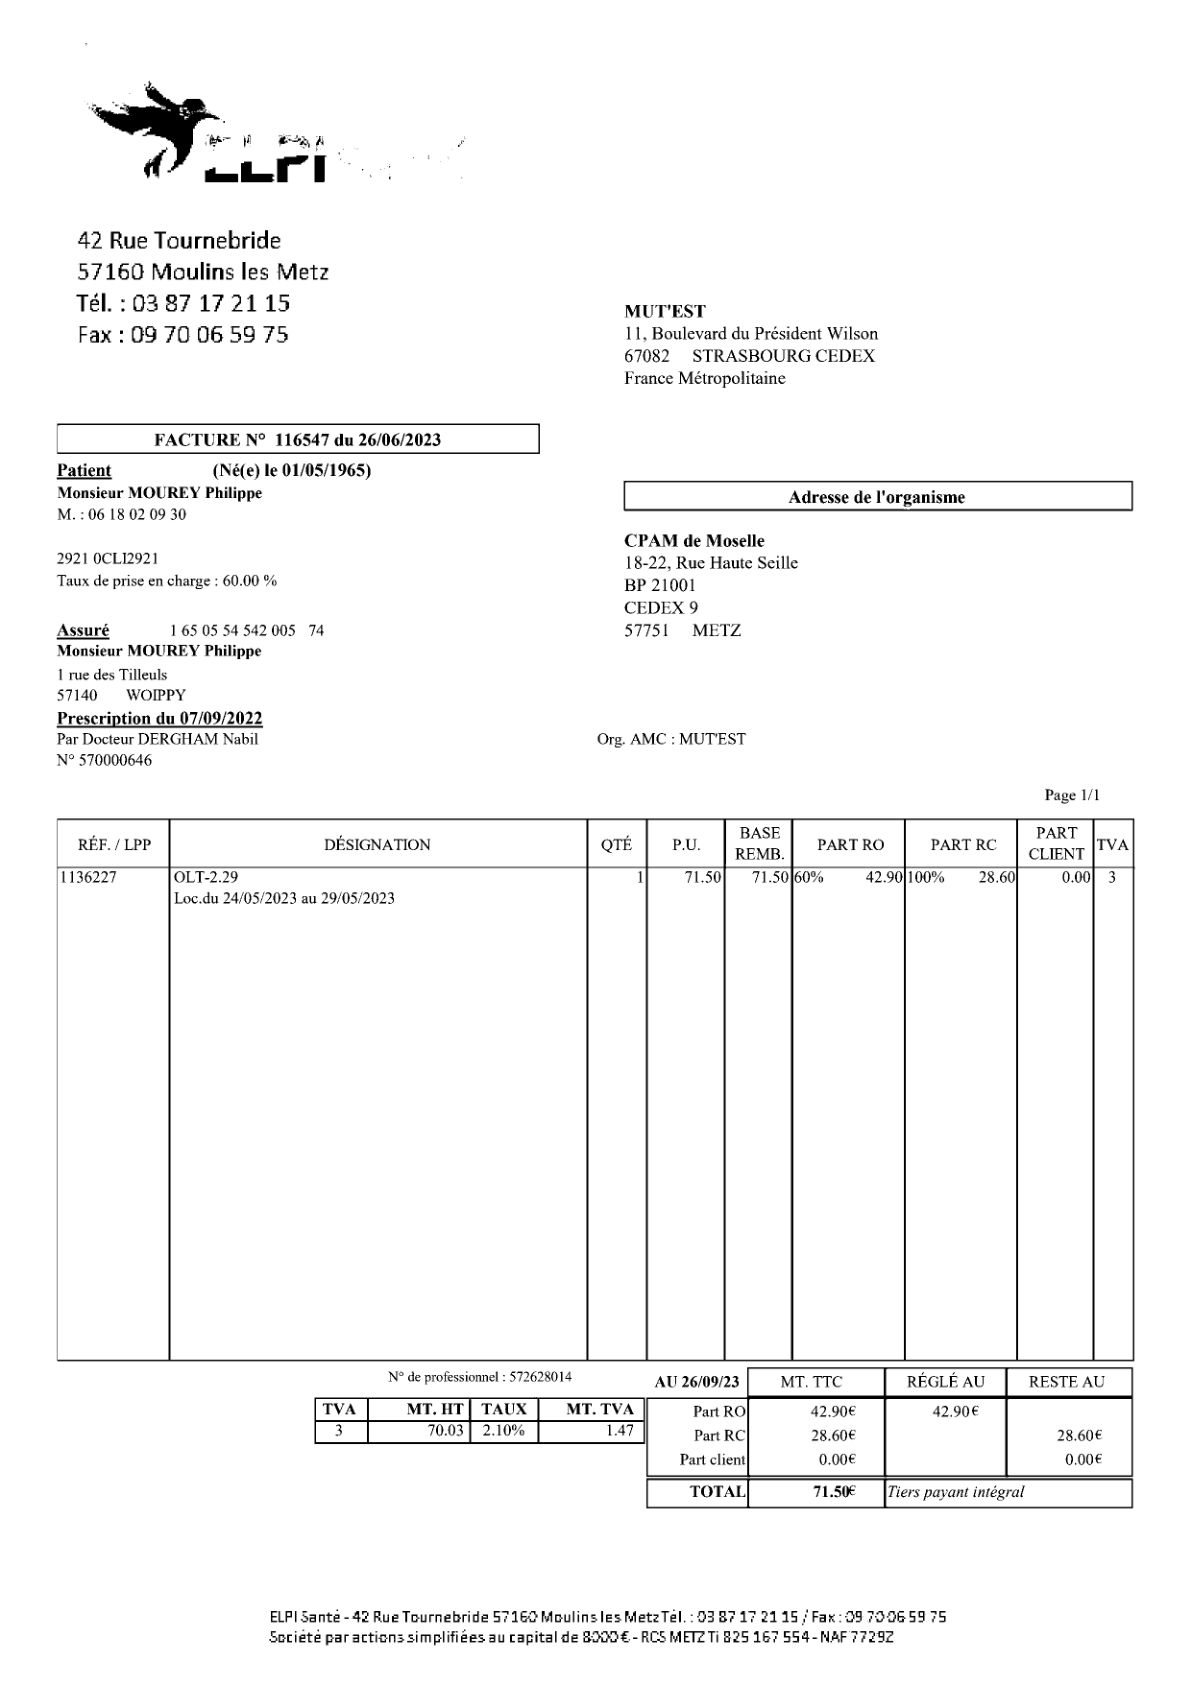 ELPI
42 Rue Tournebride
57160 Moulins les Metz
Tél. : 03 87 17 21 15
Fax : 09 70 06 59 75
MUT'EST
11, Boulevard du Président Wilson
67082 STRASBOURG CEDEX
France Métropolitaine
FACTURE N° 116547 du 26/06/2023
Patient (Né(e) le 01/05/1965)
Monsieur MOUREY Philippe
M. : 06 18 02 09 30
2921 0CLI2921
Taux de prise en charge : 60.00 %
Adresse de l'organisme
CPAM de Moselle
18-22, Rue Haute Seille
BP 21001
CEDEX 9
57751 METZ
Assuré 1 65 05 54 542 005 74
Monsieur MOUREY Philippe
1 rue des Tilleuls
57140 WOIPPY
Prescription du 07/09/2022
Par Docteur DERGHAM Nabil
N° 570000646
Org. AMC : MUT'EST
Page 1/1
RÉF. / LPP DÉSIGNATION QTÉ P.U. BASE REMB. PART RO PART RC PART CLIENT TVA
1136227 OLT-2.29 1 71.50 71.50 60% 42.90 100% 28.60 0.00 3
Loc.du 24/05/2023 au 29/05/2023
N° de professionnel : 572628014
TVA MT. HT TAUX MT. TVA
3 70.03 2.10% 1.47
AU 26/09/23 MT. TTC RÉGLÉ AU RESTE AU
Part RO 42.90€ 42.90€
Part RC 28.60€ 28.60€
Part client 0.00€ 0.00€
TOTAL 71.50€ Tiers payant intégral
ELPI Santé - 42 Rue Tournebride 57160 Moulins les Metz Tél. : 03 87 17 21 15 / Fax : 09 70 06 59 75
Société par actions simplifiées au capital de 8000 € - RCS METZ Ti 825 167 554 - NAF 7729Z